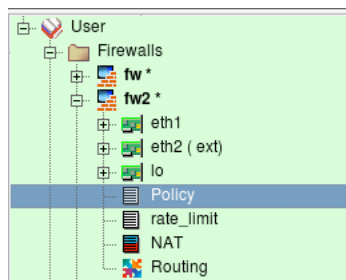 User
Firewalls
fw *
fw2 *
eth1
eth2 ( ext)
lo
Policy
rate_limit
NAT
Routing